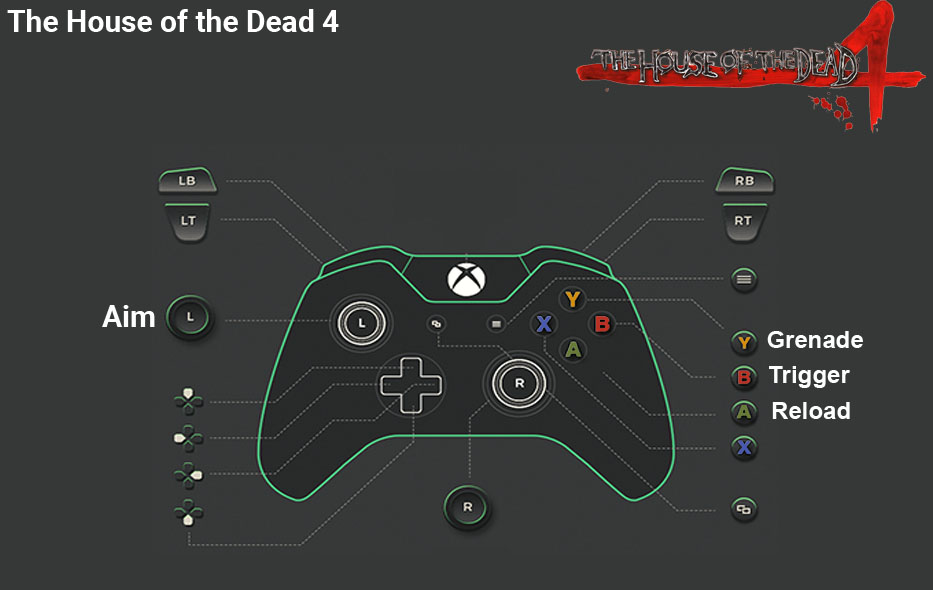 The House of the Dead 4
THE HOUSE OF THE DEAD 4
LB
RB
LT
RT
Aim
L
L
Y
X
B
A
R
Y Grenade
B Trigger
A Reload
X
R